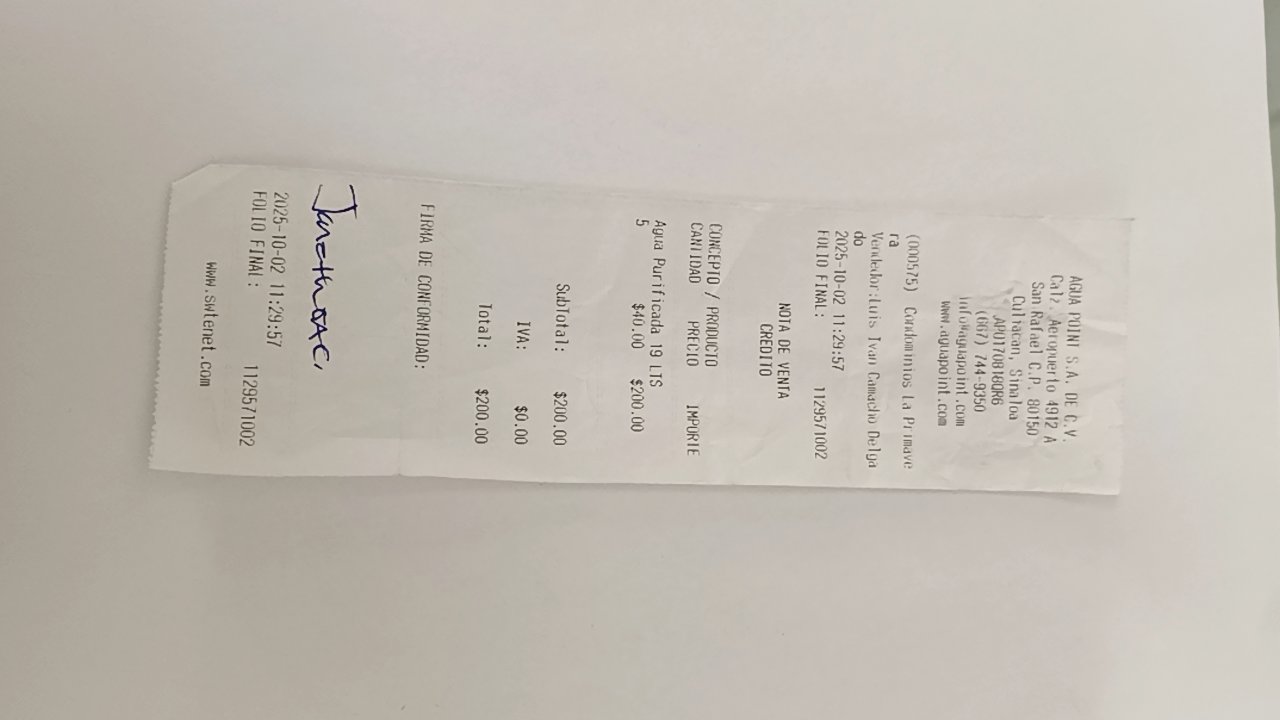 AGUA POINT S.A. DE C.V.
Calz. Aeropuerto 4912 A
San Rafael C.P. 80150
Culiacan, Sinaloa
APO170818QR6
(667) 744-9350
info@aguapoint.com
www.aguapoint.com
(000575) Condominios La Primave
ra
Vendedor:Luis Ivan Camacho Delga
do
2025-10-02 11:29:57
FOLIO FINAL: 1129571002
NOTA DE VENTA
CREDITO
CONCEPTO / PRODUCTO
CANTIDAD PRECIO IMPORTE
Agua Purificada 19 LTS
5 $40.00 $200.00
SubTotal: $200.00
IVA: $0.00
Total: $200.00
FIRMA DE CONFORMIDAD:
2025-10-02 11:29:57
FOLIO FINAL: 1129571002
www.swtenet.com